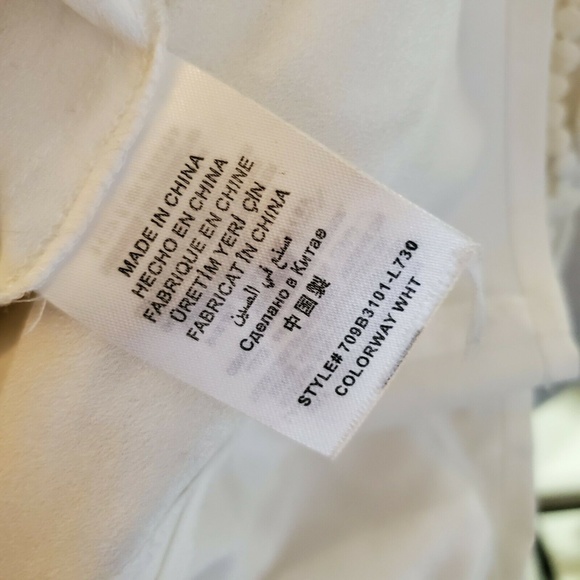 MADE IN CHINA
HECHO EN CHINA
FABRIQUE EN CHINE
ÜRETİM YERİ ÇİN
FABRICAT ÎN CHINA
صنع في الصين
Сделано в Китае
中国製
STYLE# 709B3101-L730
COLORWAY WHT